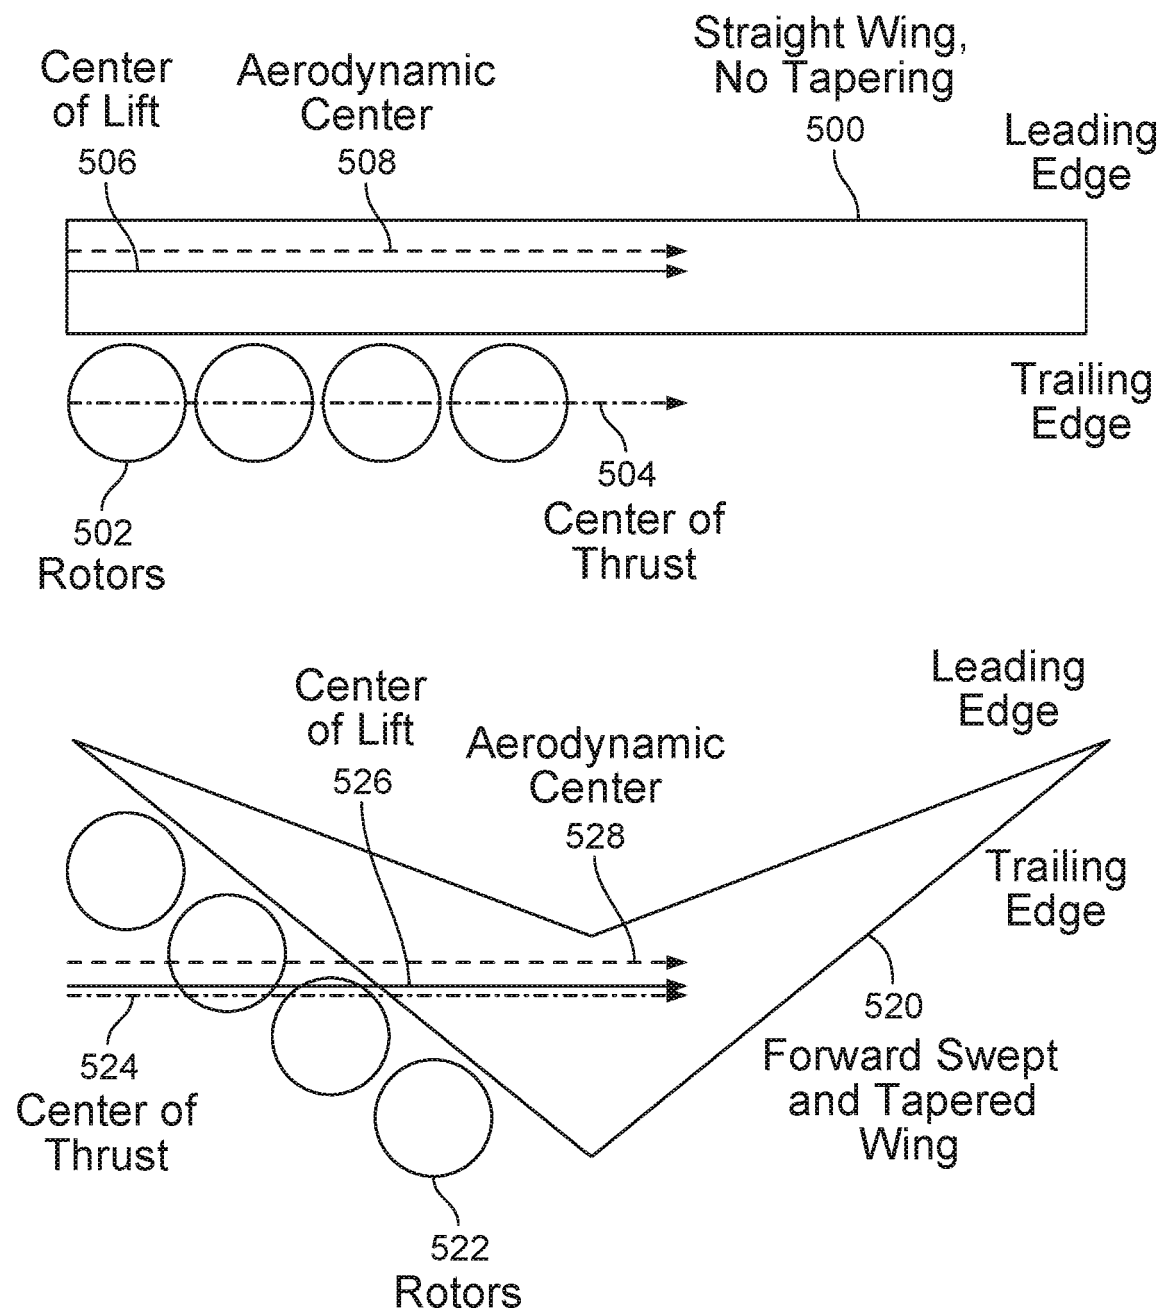 Straight Wing,
No Tapering
500
Center
of Lift
506
Aerodynamic
Center
508
Leading
Edge
Trailing
Edge
502
Rotors
504
Center of
Thrust
Leading
Edge
Center
of Lift
526
Aerodynamic
Center
528
Trailing
Edge
520
Forward Swept
and Tapered
Wing
524
Center of
Thrust
522
Rotors